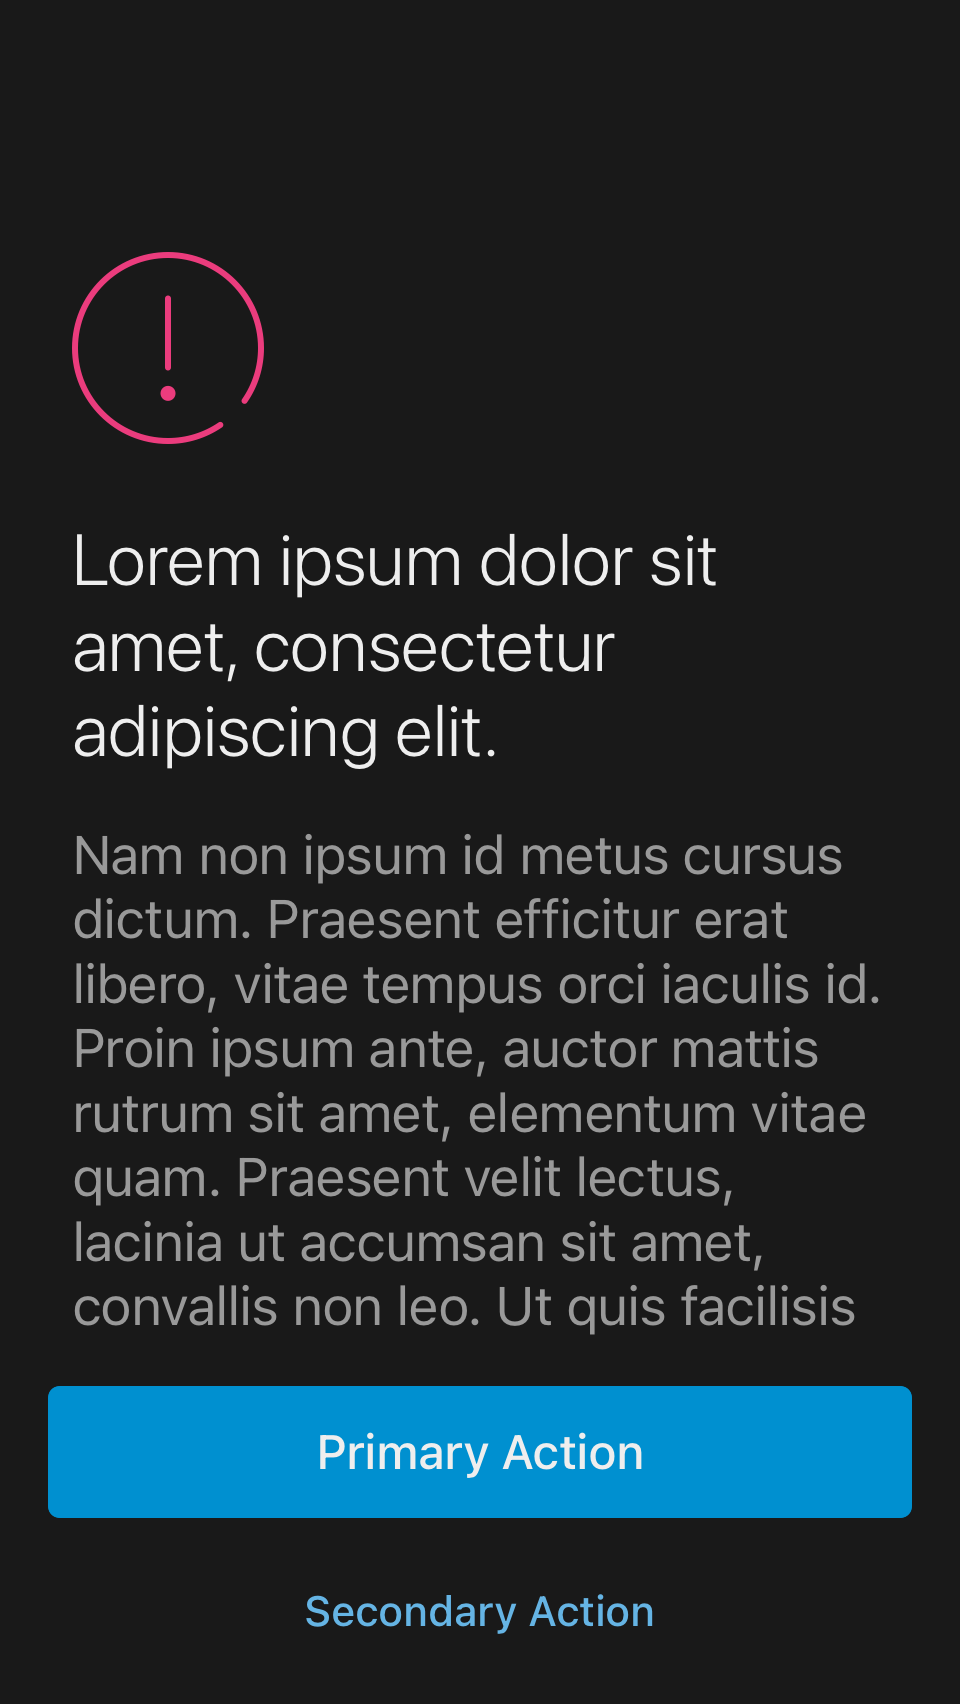 Lorem ipsum dolor sit
amet, consectetur
adipiscing elit.
Nam non ipsum id metus cursus
dictum. Praesent efficitur erat
libero, vitae tempus orci iaculis id.
Proin ipsum ante, auctor mattis
rutrum sit amet, elementum vitae
quam. Praesent velit lectus,
lacinia ut accumsan sit amet,
convallis non leo. Ut quis facilisis
Primary Action
Secondary Action